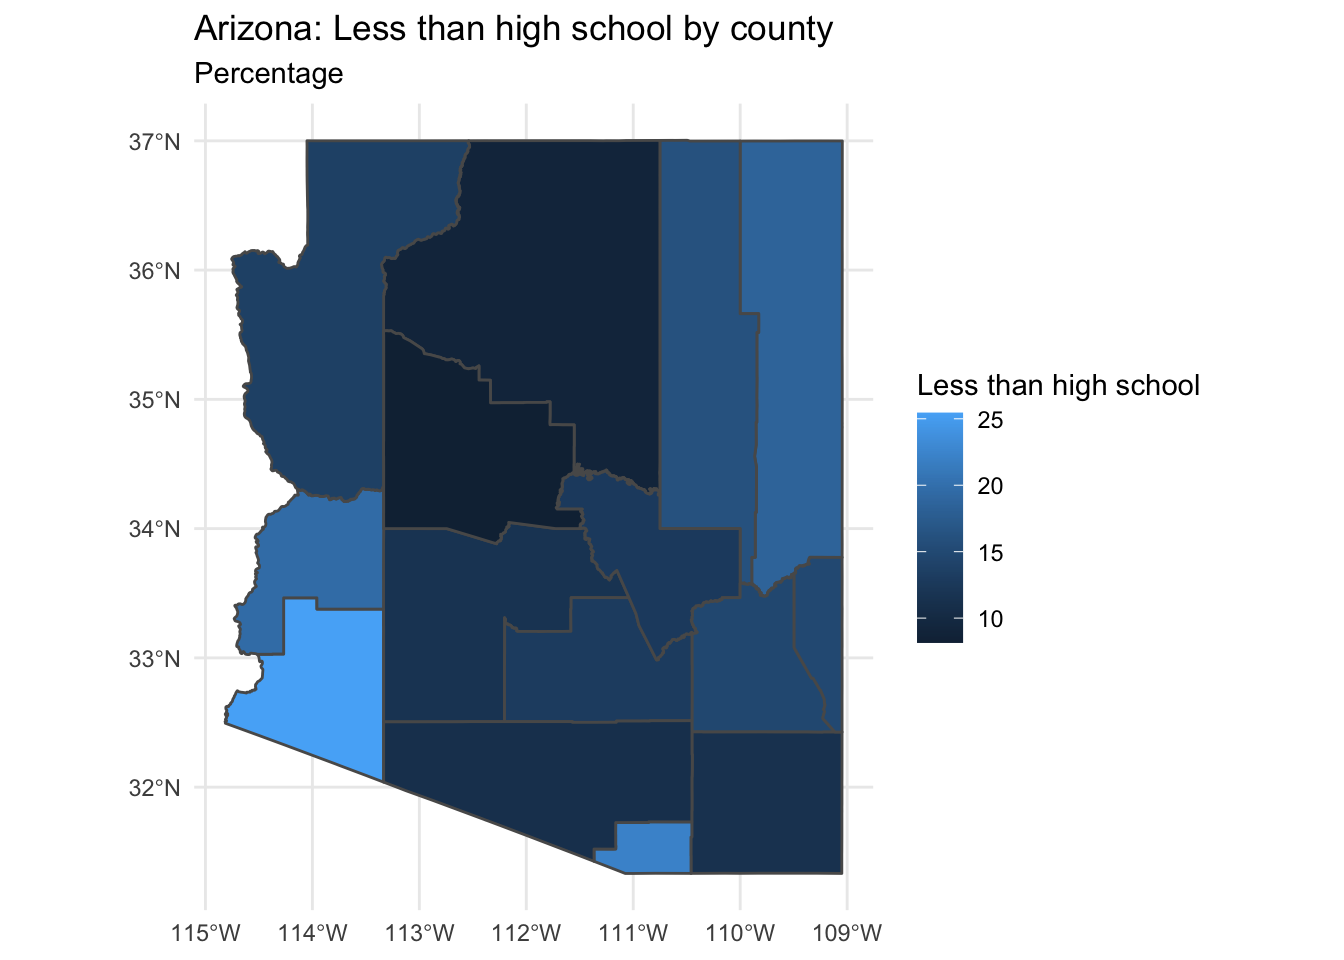 Arizona: Less than high school by county
Percentage
37°N
36°N
35°N
34°N
33°N
32°N
115°W 114°W 113°W 112°W 111°W 110°W 109°W
Less than high school
25
20
15
10